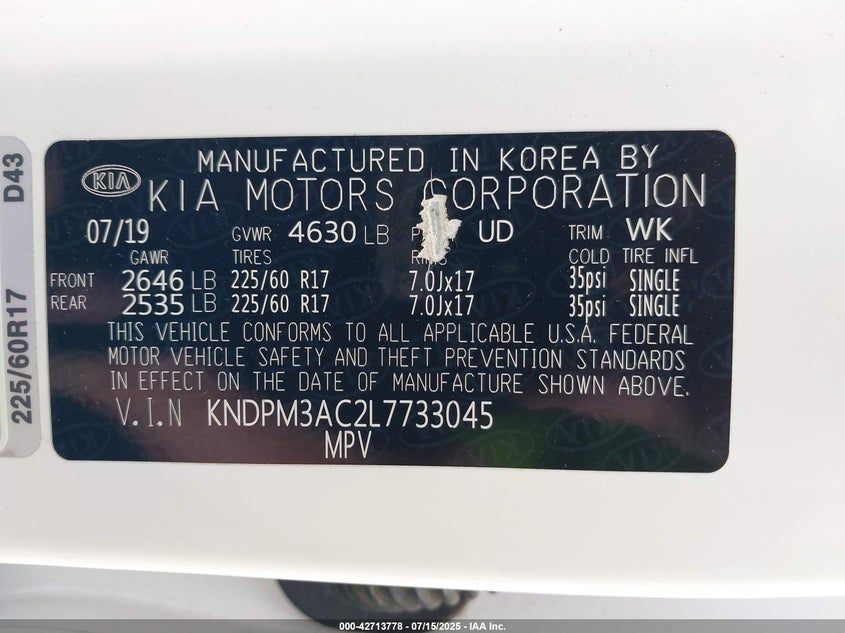 MANUFACTURED IN KOREA BY
KIA
KIA MOTORS CORPORATION
07/19 GVWR 4630 LB UD TRIM WK
GAWR TIRES RIMS COLD TIRE INFL
FRONT 2646 LB 225/60 R17 7.0Jx17 35psi SINGLE
REAR 2535 LB 225/60 R17 7.0Jx17 35psi SINGLE
THIS VEHICLE CONFORMS TO ALL APPLICABLE U.S.A. FEDERAL
MOTOR VEHICLE SAFETY AND THEFT PREVENTION STANDARDS
IN EFFECT ON THE DATE OF MANUFACTURE SHOWN ABOVE.
V.I.N KNDPM3AC2L7733045
MPV
225/60R17 D43
000-42713778 / 07/15/2025 - IAA Inc.